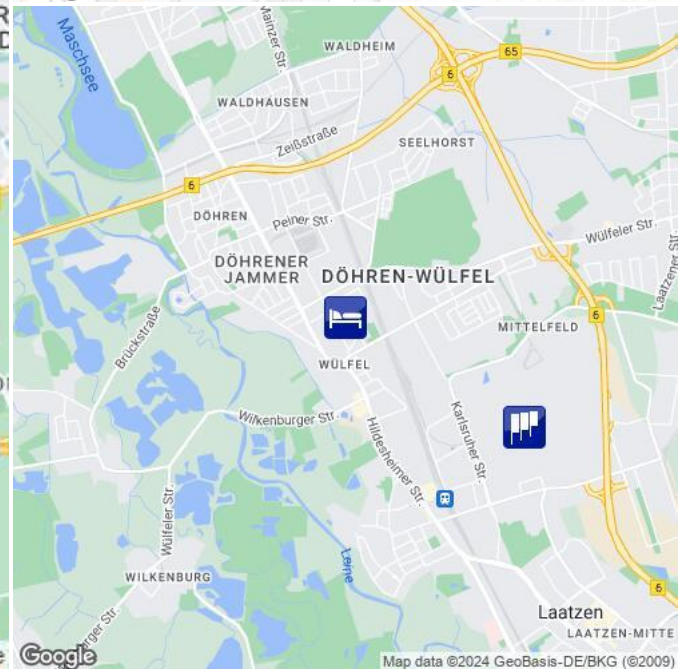 Maschsee
Mainzer Str.
WALDHEIM
65
6
WALDHAUSEN
Zeißstraße
SEELHORST
6
DÖHREN
Peiner Str.
Wülfeler Str.
Laatzener Str.
DÖHRENER
JAMMER
DÖHREN-WÜLFEL
6
MITTELFELD
Brückstraße
WÜLFEL
Karlsruher Str.
Wilkenburger Str.
Hildesheimer Str.
Wülfeler Str.
Leine
WILKENBURG
6
Laatzen
LAATZEN-MITTE
Google
Map data ©2024 GeoBasis-DE/BKG (©2009)